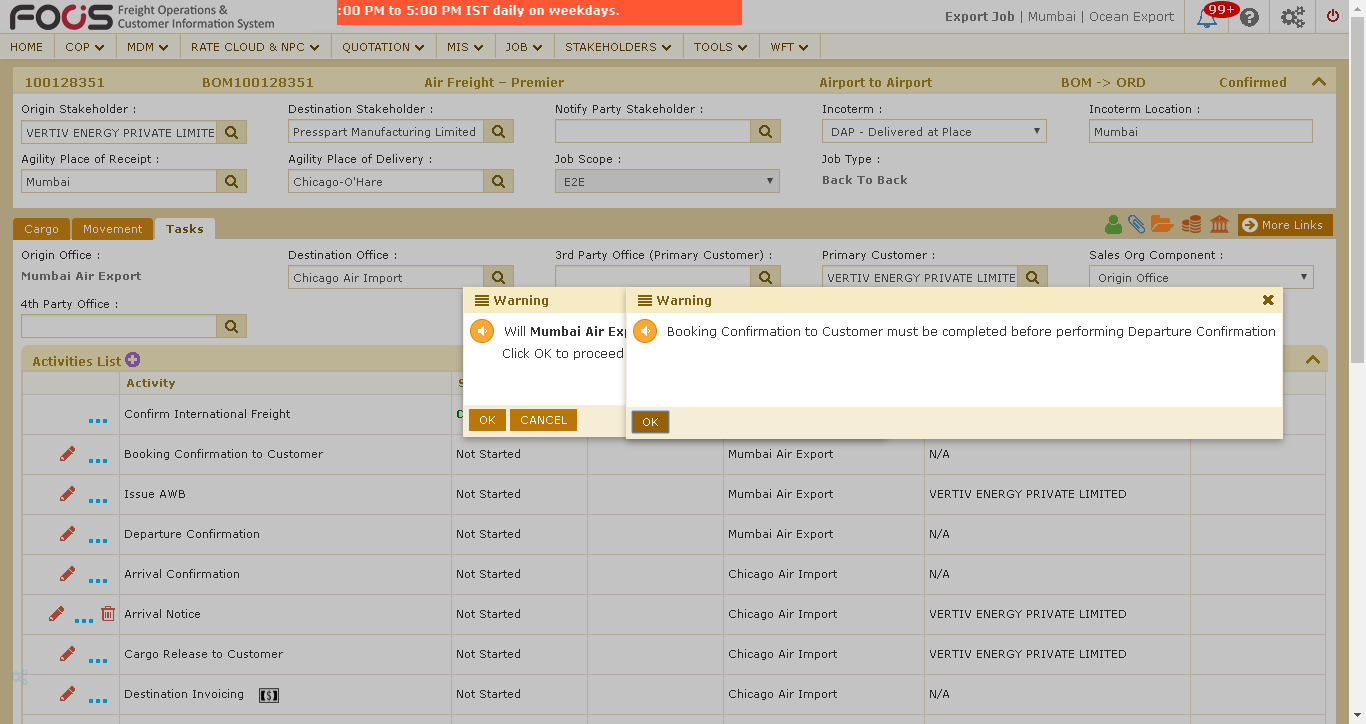 FOCUS Freight Operations &
Customer Information System
:00 PM to 5:00 PM IST daily on weekdays.
Export Job | Mumbai | Ocean Export
99+
HOME COP MDM RATE CLOUD & NPC QUOTATION MIS JOB STAKEHOLDERS TOOLS WFT
100128351 BOM100128351 Air Freight – Premier Airport to Airport BOM -> ORD Confirmed
Origin Stakeholder : Destination Stakeholder : Notify Party Stakeholder : Incoterm : Incoterm Location :
VERTIV ENERGY PRIVATE LIMITE Presspart Manufacturing Limited DAP - Delivered at Place Mumbai
Agility Place of Receipt : Agility Place of Delivery : Job Scope : Job Type :
Mumbai Chicago-O'Hare E2E Back To Back
Cargo Movement Tasks More Links
Origin Office : Destination Office : 3rd Party Office (Primary Customer) : Primary Customer : Sales Org Component :
Mumbai Air Export Chicago Air Import VERTIV ENERGY PRIVATE LIMITE Origin Office
4th Party Office :
Warning
Will Mumbai Air Exp
Click OK to proceed
OK CANCEL
Warning
Booking Confirmation to Customer must be completed before performing Departure Confirmation
OK
Activities List
Activity
Confirm International Freight
Booking Confirmation to Customer Not Started Mumbai Air Export N/A
Issue AWB Not Started Mumbai Air Export VERTIV ENERGY PRIVATE LIMITED
Departure Confirmation Not Started Mumbai Air Export N/A
Arrival Confirmation Not Started Chicago Air Import N/A
Arrival Notice Not Started Chicago Air Import VERTIV ENERGY PRIVATE LIMITED
Cargo Release to Customer Not Started Chicago Air Import VERTIV ENERGY PRIVATE LIMITED
Destination Invoicing Not Started Chicago Air Import N/A